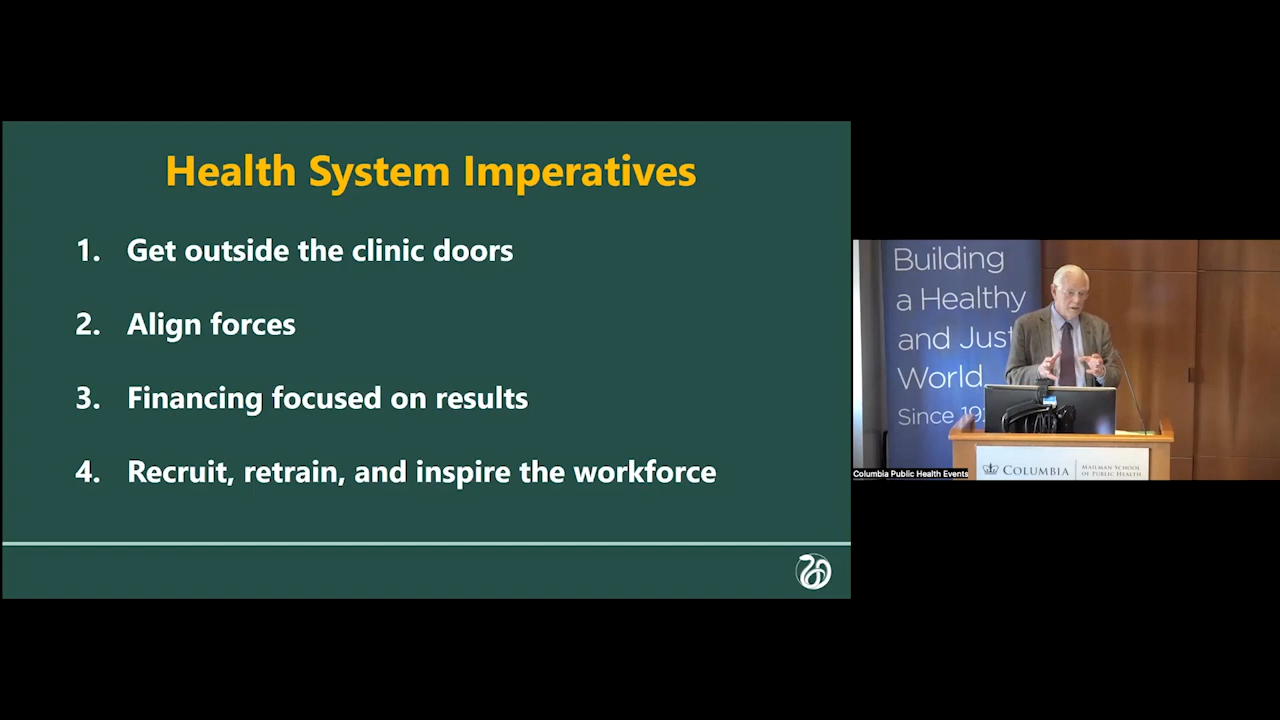 Health System Imperatives
1. Get outside the clinic doors
2. Align forces
3. Financing focused on results
4. Recruit, retrain, and inspire the workforce
Building
a Healthy
and Just
World.
Since 19
Columbia Public Health Events
COLUMBIA
MAILMAN SCHOOL
OF PUBLIC HEALTH